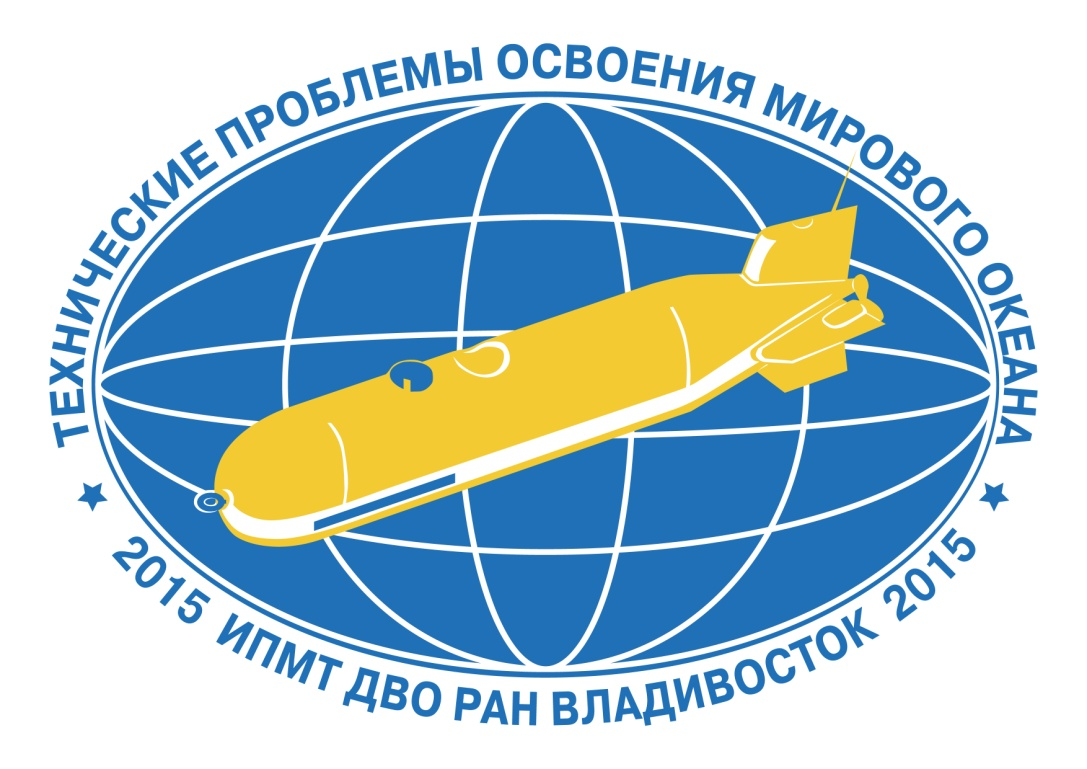 ТЕХНИЧЕСКИЕ ПРОБЛЕМЫ ОСВОЕНИЯ МИРОВОГО ОКЕАНА
2015 ИПМТ ДВО РАН ВЛАДИВОСТОК 2015